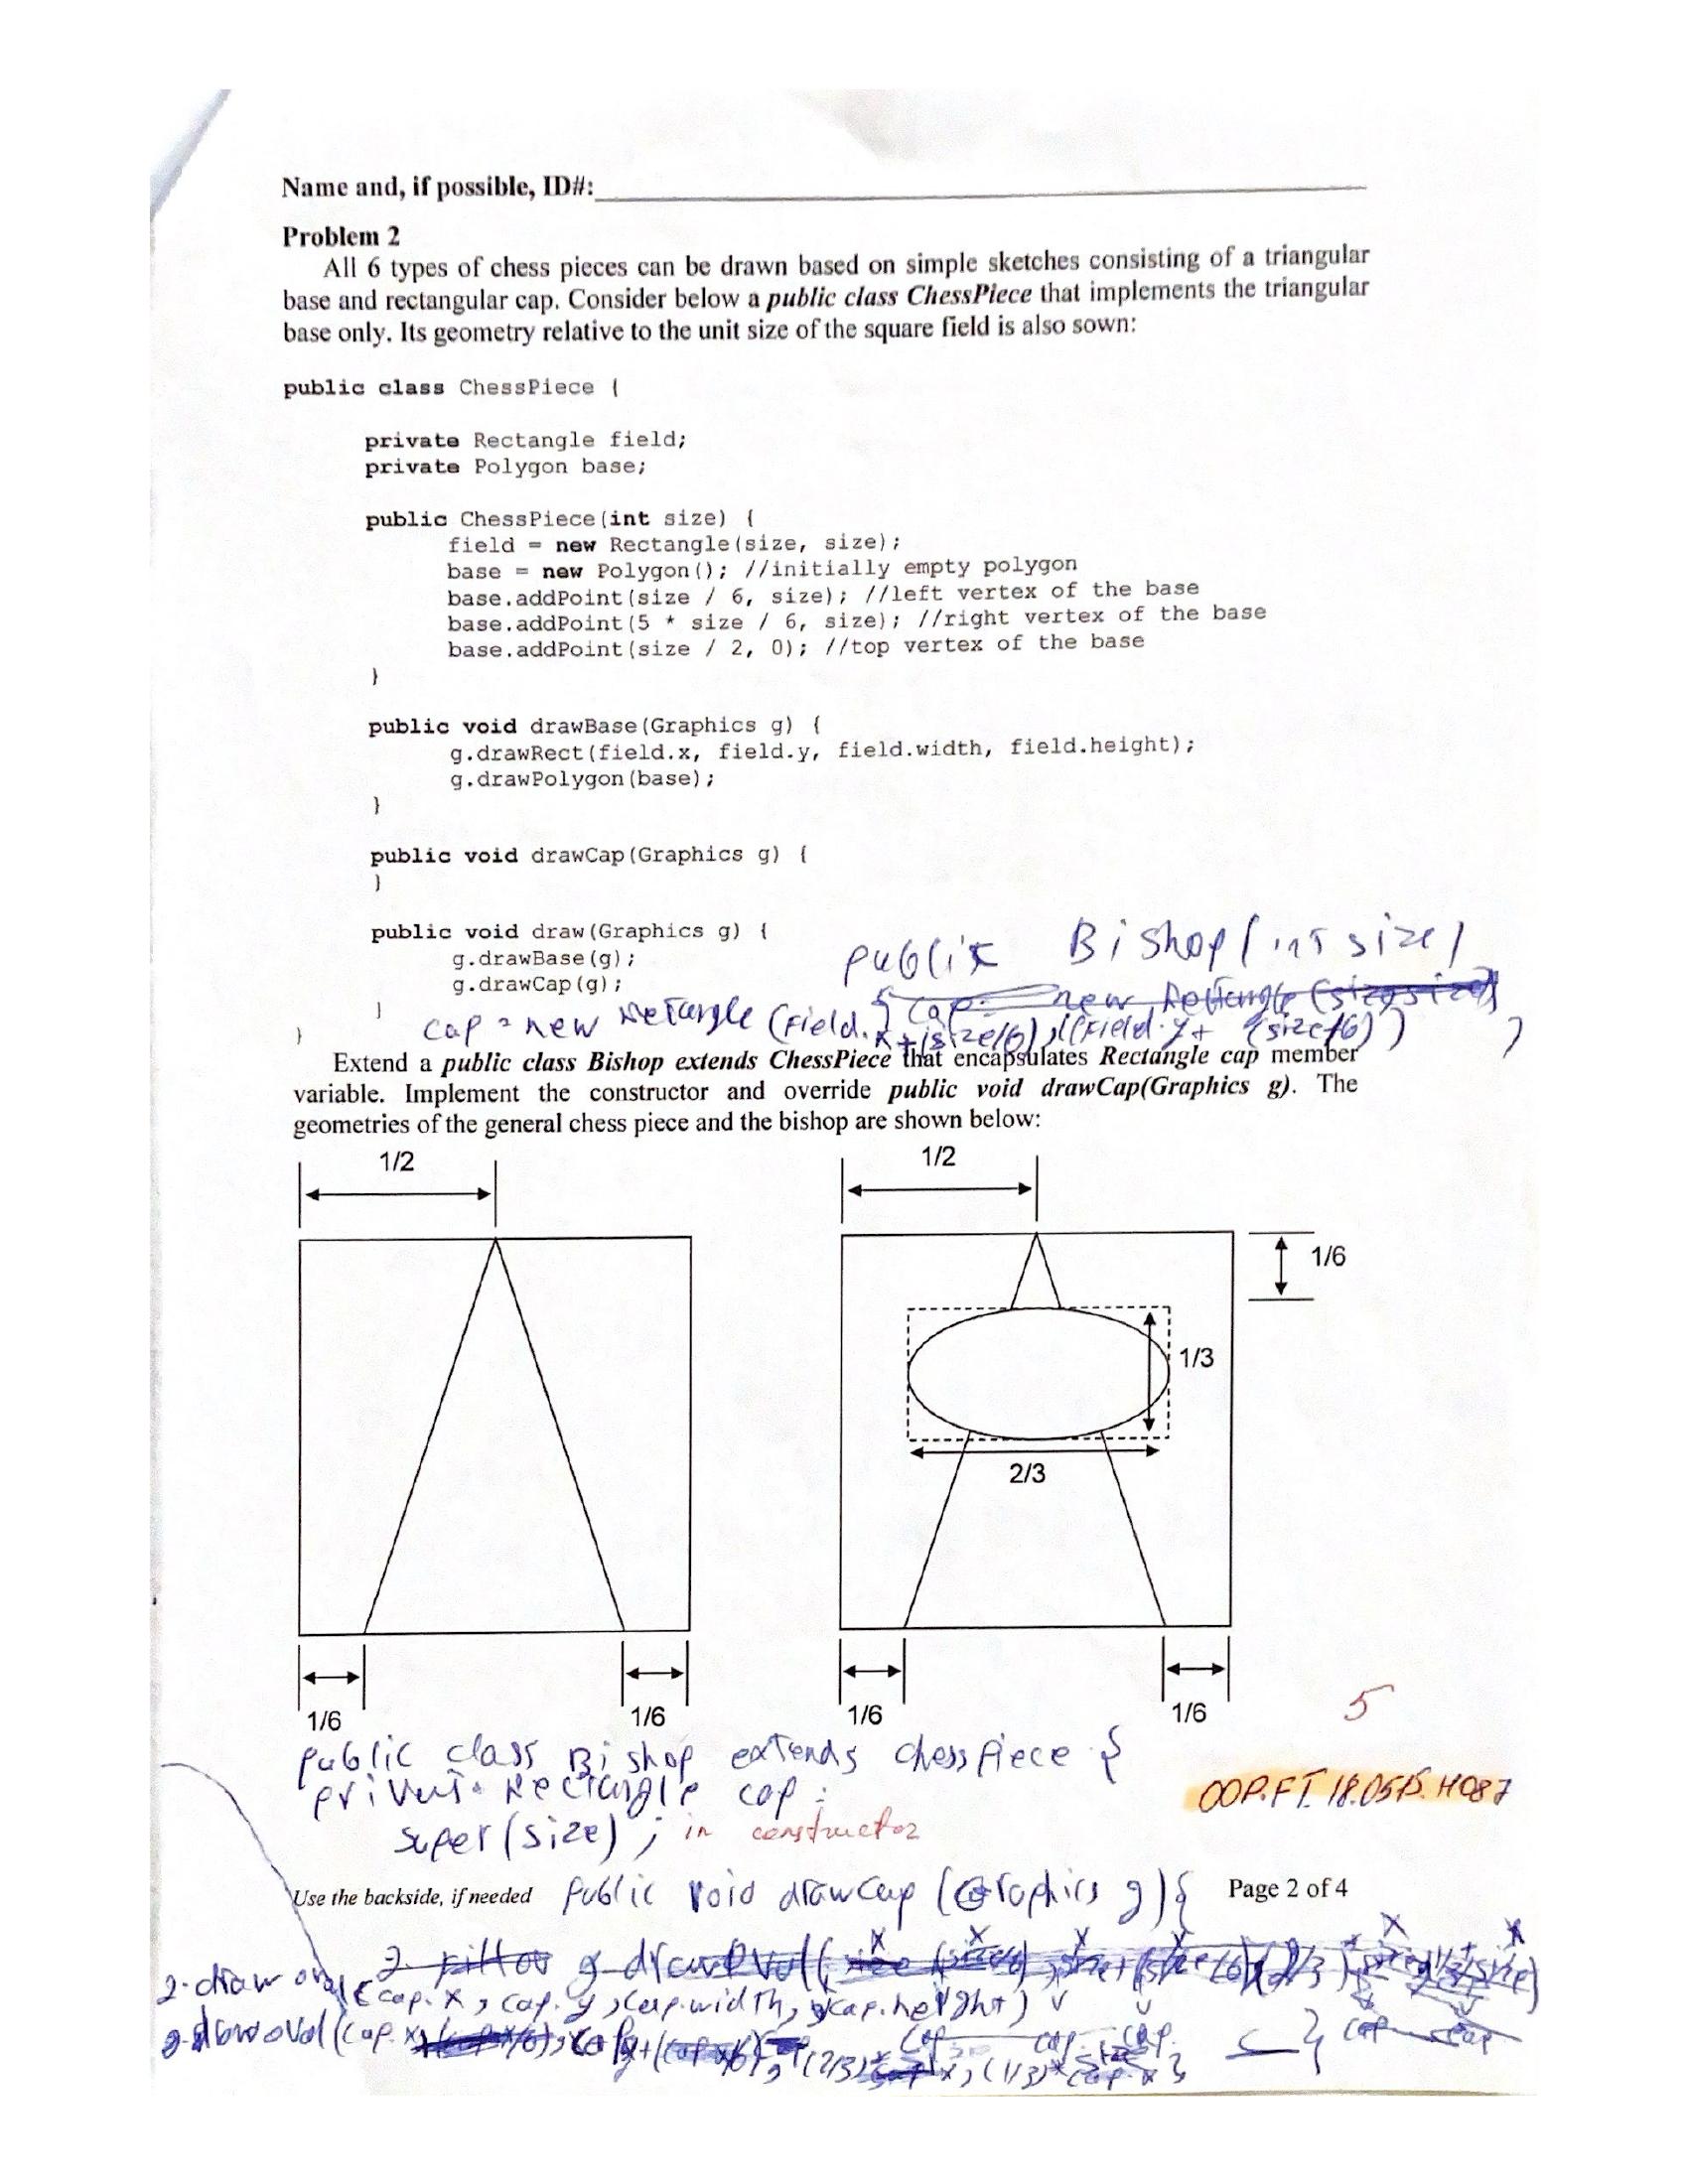 Name and, if possible, ID#:
Problem 2
All 6 types of chess pieces can be drawn based on simple sketches consisting of a triangular
base and rectangular cap. Consider below a public class ChessPiece that implements the triangular
base only. Its geometry relative to the unit size of the square field is also sown:
public class ChessPiece {
private Rectangle field;
private Polygon base;
public ChessPiece(int size) {
field = new Rectangle(size, size);
base = new Polygon(); //initially empty polygon
base.addPoint(size / 6, size); //left vertex of the base
base.addPoint(5 * size / 6, size); //right vertex of the base
base.addPoint(size / 2, 0); //top vertex of the base
}
public void drawBase(Graphics g) {
g.drawRect(field.x, field.y, field.width, field.height);
g.drawPolygon(base);
}
public void drawCap(Graphics g) {
}
public void draw(Graphics g) {
g.drawBase(g);
g.drawCap(g);
}
}
public Bishop(int size)
{ cap = new Rectangle (size, size)
cap = new Rectangle (field.x+(size/6), (field.y+ (size/6) )
Extend a public class Bishop extends ChessPiece that encapsulates Rectangle cap member
variable. Implement the constructor and override public void drawCap(Graphics g). The
geometries of the general chess piece and the bishop are shown below:
1/2 1/2
1/6
1/3
2/3
1/6 1/6 1/6 1/6
5
public class Bishop extends chessPiece {
privat Rectangle cap ;
super(size) ; in constructor
OOP.FT.18.0515.H087
Use the backside, if needed
public void drawCap (Graphics g){
Page 2 of 4
g.draw oval (cap.x, cap.y, cap.width, cap.height)
g.draw oval (cap.x
}